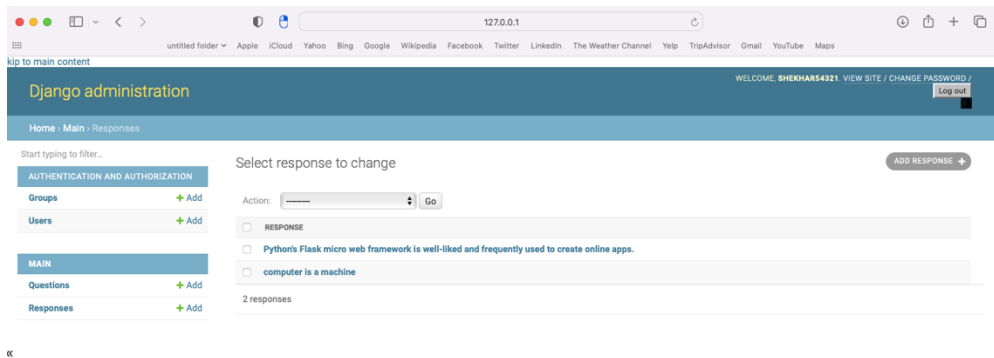 127.0.0.1
untitled folder Apple iCloud Yahoo Bing Google Wikipedia Facebook Twitter LinkedIn The Weather Channel Yelp TripAdvisor Gmail YouTube Maps
kip to main content
WELCOME, SHEKHAR54321. VIEW SITE / CHANGE PASSWORD /
Django administration
Log out
Home › Main › Responses
Start typing to filter...
AUTHENTICATION AND AUTHORIZATION
Groups + Add
Users + Add
MAIN
Questions + Add
Responses + Add
Select response to change
ADD RESPONSE +
Action: --------- Go
RESPONSE
Python's Flask micro web framework is well-liked and frequently used to create online apps.
computer is a machine
2 responses
«